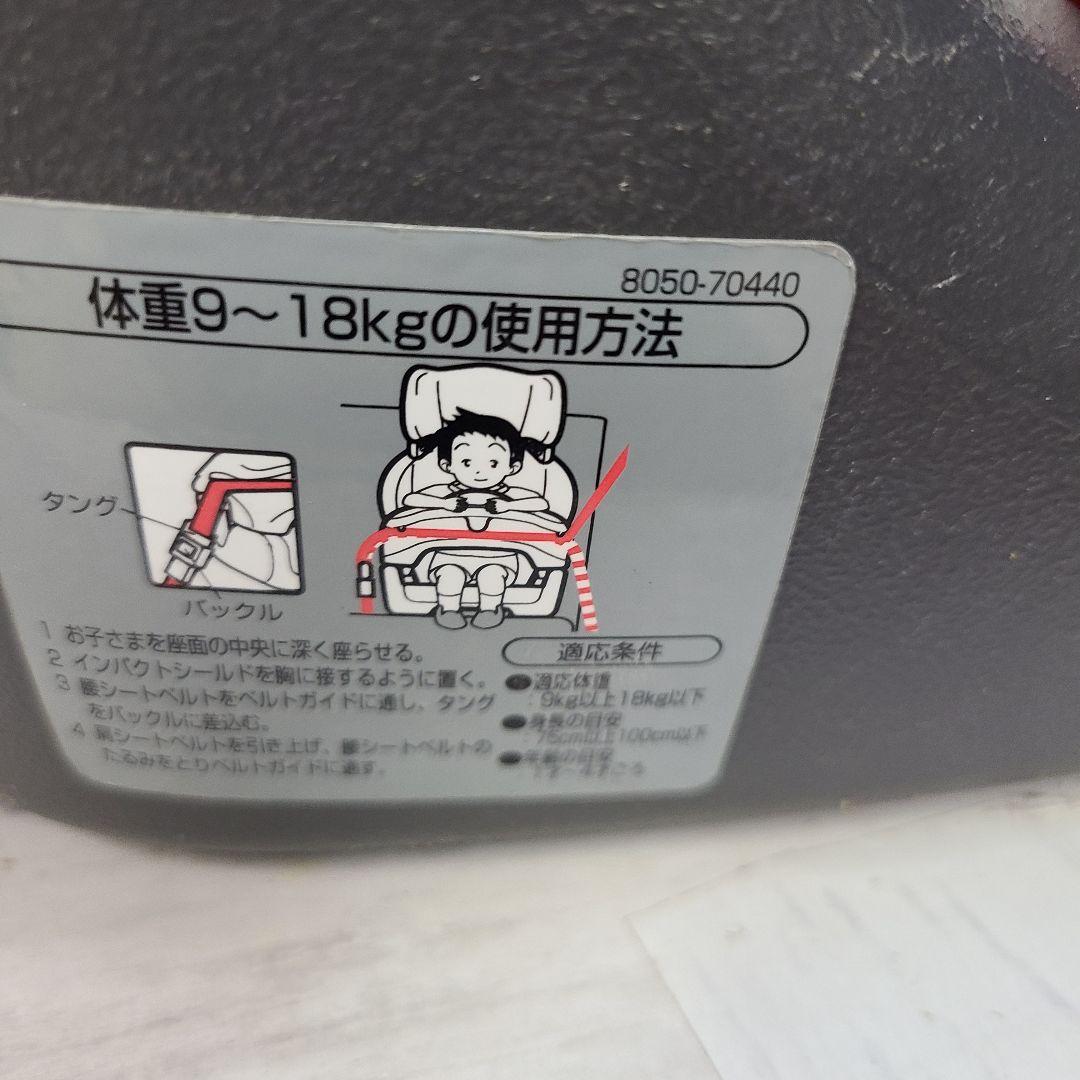 8050-70440
体重9～18kgの使用方法
タング
バックル
1 お子さまを座面の中央に深く座らせる。
2 インパクトシールドを胸に接するように置く。
3 腰シートベルトをベルトガイドに通し、タング
をバックルに差込む。
4 肩シートベルトを引き上げ、腰シートベルトの
たるみをとりベルトガイドに通す。
適応条件
●適応体重
:9kg以上18kg以下
●身長の目安
:75cm以上100cm以下
●年齢の目安